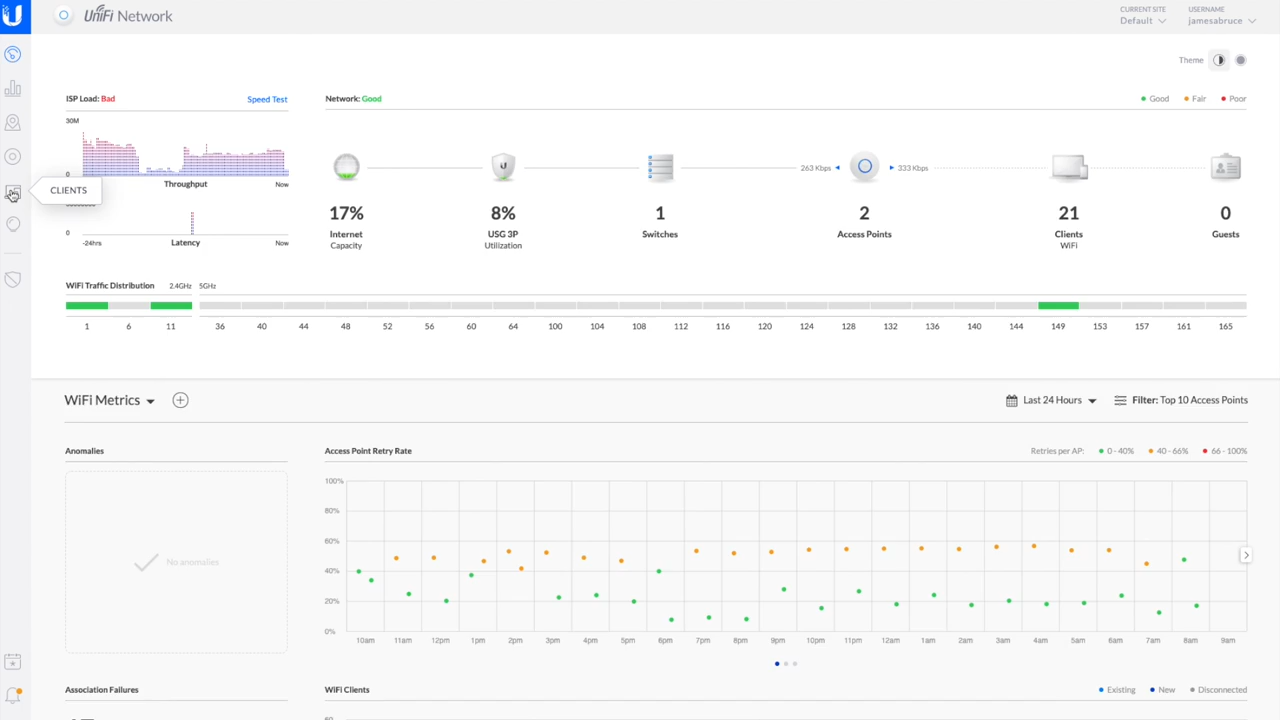 UniFi Network
CURRENT SITE
Default
USERNAME
jamesabruce
Theme
ISP Load: Bad
Speed Test
Network: Good
Good
Fair
Poor
30M
0
Throughput
Now
CLIENTS
0
-24hrs
Latency
Now
263 Kbps
333 Kbps
17%
Internet
Capacity
8%
USG 3P
Utilization
1
Switches
2
Access Points
21
Clients
WiFi
0
Guests
WiFi Traffic Distribution
2.4GHz
5GHz
1 6 11 36 40 44 48 52 56 60 64 100 104 108 112 116 120 124 128 132 136 140 144 149 153 157 161 165
WiFi Metrics
Last 24 Hours
Filter: Top 10 Access Points
Anomalies
No anomalies
Access Point Retry Rate
Retries per AP:
0 - 40%
40 - 66%
66 - 100%
100%
80%
60%
40%
20%
0%
10am 11am 12pm 1pm 2pm 3pm 4pm 5pm 6pm 7pm 8pm 9pm 10pm 11pm 12am 1am 2am 3am 4am 5am 6am 7am 8am 9am
Association Failures
WiFi Clients
Existing
New
Disconnected
60